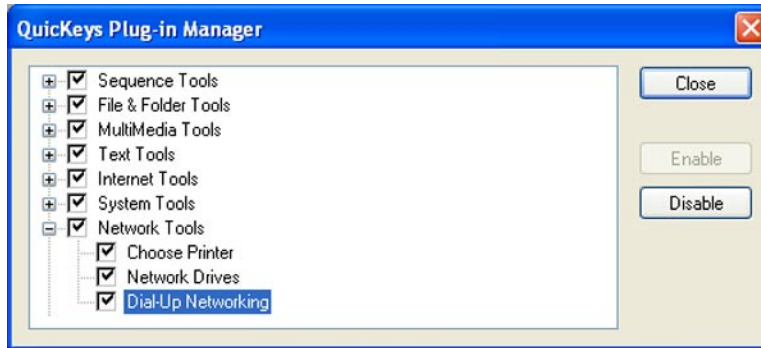 QuicKeys Plug-in Manager
Sequence Tools
File & Folder Tools
MultiMedia Tools
Text Tools
Internet Tools
System Tools
Network Tools
Choose Printer
Network Drives
Dial-Up Networking
Close
Enable
Disable